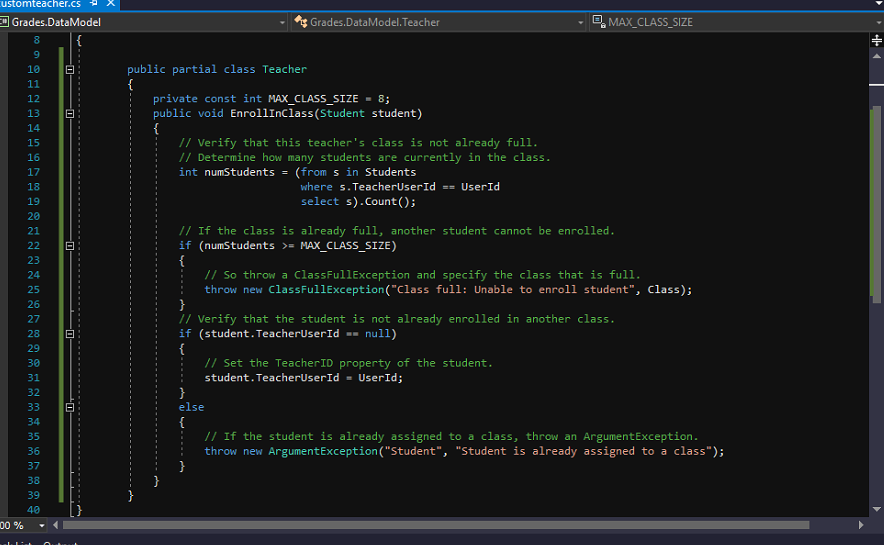 customteacher.cs
Grades.DataModel Grades.DataModel.Teacher MAX_CLASS_SIZE
8 {
9
10 public partial class Teacher
11 {
12 private const int MAX_CLASS_SIZE = 8;
13 public void EnrollInClass(Student student)
14 {
15 // Verify that this teacher's class is not already full.
16 // Determine how many students are currently in the class.
17 int numStudents = (from s in Students
18 where s.TeacherUserId == UserId
19 select s).Count();
20
21 // If the class is already full, another student cannot be enrolled.
22 if (numStudents >= MAX_CLASS_SIZE)
23 {
24 // So throw a ClassFullException and specify the class that is full.
25 throw new ClassFullException("Class full: Unable to enroll student", Class);
26 }
27 // Verify that the student is not already enrolled in another class.
28 if (student.TeacherUserId == null)
29 {
30 // Set the TeacherID property of the student.
31 student.TeacherUserId = UserId;
32 }
33 else
34 {
35 // If the student is already assigned to a class, throw an ArgumentException.
36 throw new ArgumentException("Student", "Student is already assigned to a class");
37 }
38 }
39 }
40 }
00 %